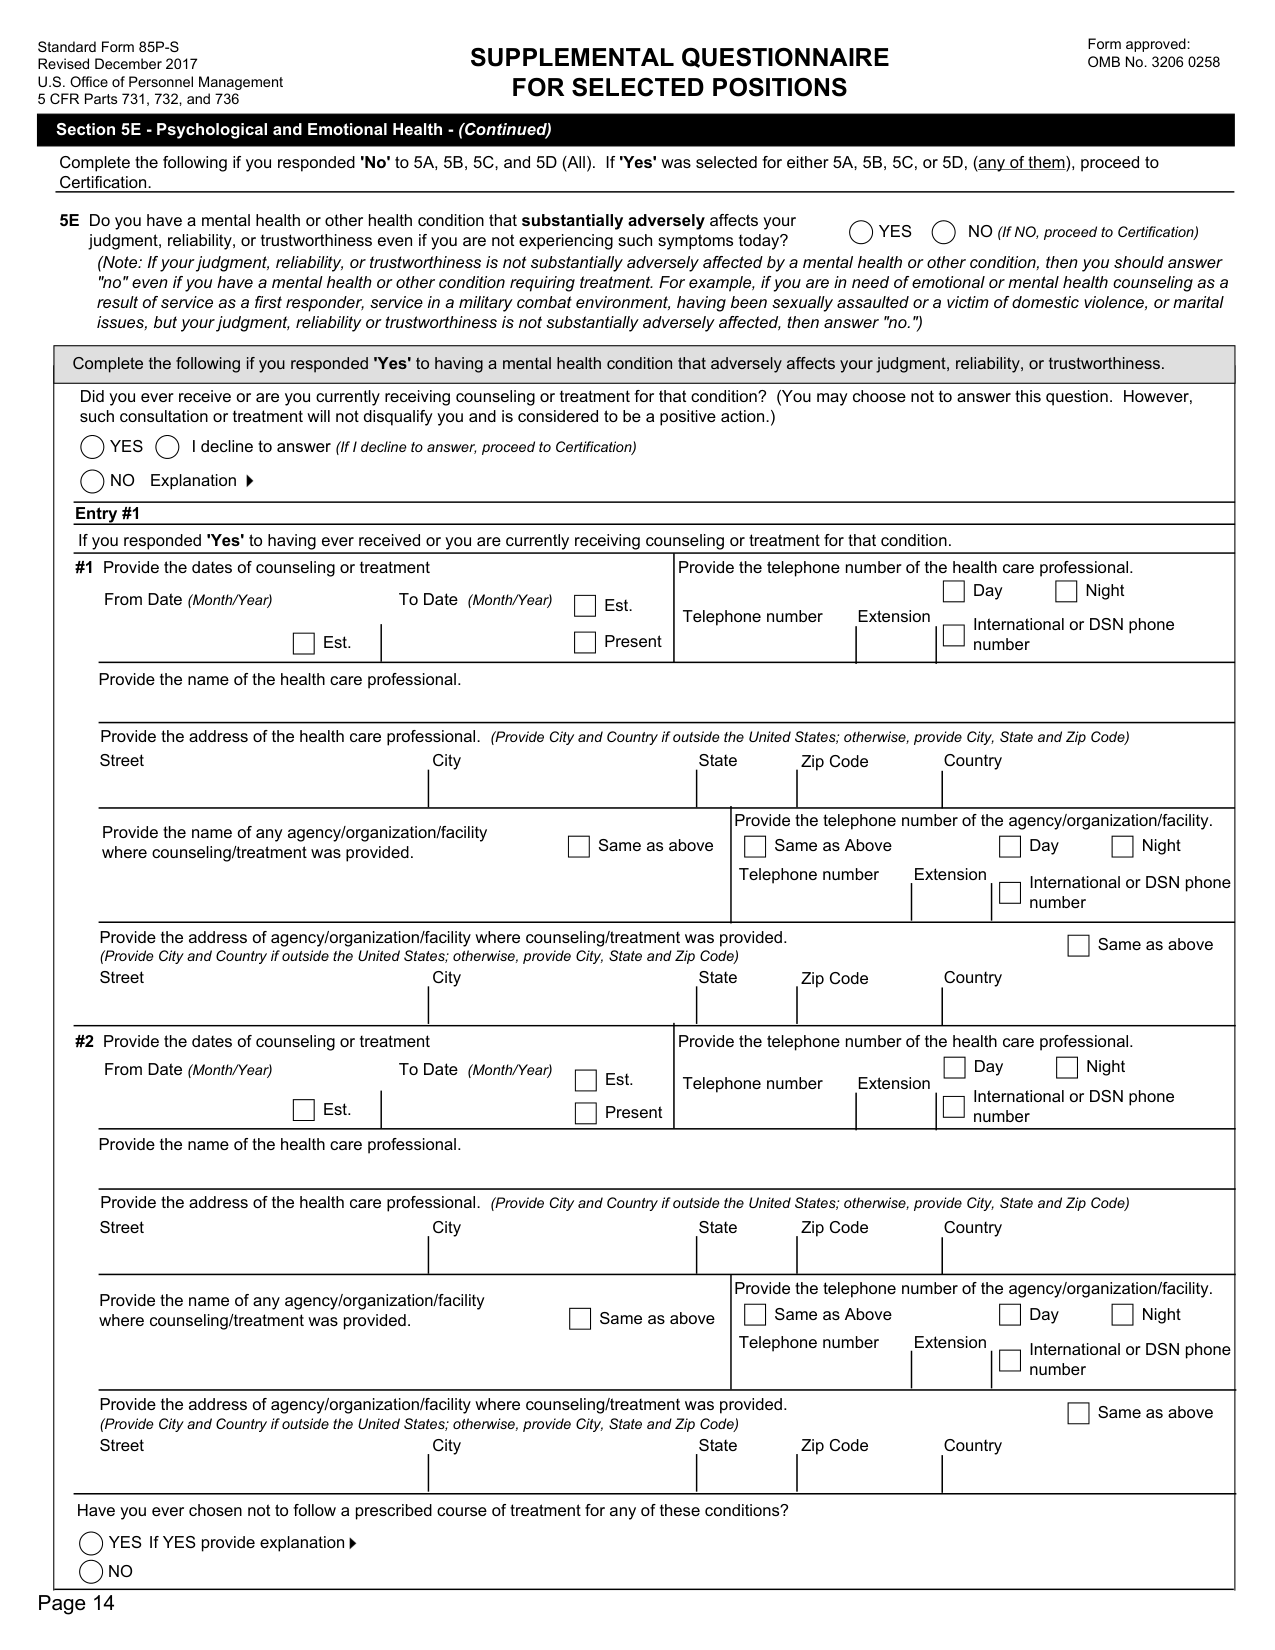 Standard Form 85P-S
Revised December 2017
U.S. Office of Personnel Management
5 CFR Parts 731, 732, and 736
SUPPLEMENTAL QUESTIONNAIRE
FOR SELECTED POSITIONS
Form approved:
OMB No. 3206 0258
Section 5E - Psychological and Emotional Health - (Continued)
Complete the following if you responded 'No' to 5A, 5B, 5C, and 5D (All). If 'Yes' was selected for either 5A, 5B, 5C, or 5D, (any of them), proceed to
Certification.
5E Do you have a mental health or other health condition that substantially adversely affects your
judgment, reliability, or trustworthiness even if you are not experiencing such symptoms today?
YES NO (If NO, proceed to Certification)
(Note: If your judgment, reliability, or trustworthiness is not substantially adversely affected by a mental health or other condition, then you should answer
"no" even if you have a mental health or other condition requiring treatment. For example, if you are in need of emotional or mental health counseling as a
result of service as a first responder, service in a military combat environment, having been sexually assaulted or a victim of domestic violence, or marital
issues, but your judgment, reliability or trustworthiness is not substantially adversely affected, then answer "no.")
Complete the following if you responded 'Yes' to having a mental health condition that adversely affects your judgment, reliability, or trustworthiness.
Did you ever receive or are you currently receiving counseling or treatment for that condition? (You may choose not to answer this question. However,
such consultation or treatment will not disqualify you and is considered to be a positive action.)
YES I decline to answer (If I decline to answer, proceed to Certification)
NO Explanation
Entry #1
If you responded 'Yes' to having ever received or you are currently receiving counseling or treatment for that condition.
#1 Provide the dates of counseling or treatment
From Date (Month/Year) To Date (Month/Year) Est.
Est. Present
Provide the telephone number of the health care professional.
Day Night
Telephone number Extension International or DSN phone
number
Provide the name of the health care professional.
Provide the address of the health care professional. (Provide City and Country if outside the United States; otherwise, provide City, State and Zip Code)
Street City State Zip Code Country
Provide the name of any agency/organization/facility
where counseling/treatment was provided.
Same as above
Provide the telephone number of the agency/organization/facility.
Same as Above Day Night
Telephone number Extension International or DSN phone
number
Provide the address of agency/organization/facility where counseling/treatment was provided.
(Provide City and Country if outside the United States; otherwise, provide City, State and Zip Code)
Same as above
Street City State Zip Code Country
#2 Provide the dates of counseling or treatment
From Date (Month/Year) To Date (Month/Year) Est.
Est. Present
Provide the telephone number of the health care professional.
Day Night
Telephone number Extension International or DSN phone
number
Provide the name of the health care professional.
Provide the address of the health care professional. (Provide City and Country if outside the United States; otherwise, provide City, State and Zip Code)
Street City State Zip Code Country
Provide the name of any agency/organization/facility
where counseling/treatment was provided.
Same as above
Provide the telephone number of the agency/organization/facility.
Same as Above Day Night
Telephone number Extension International or DSN phone
number
Provide the address of agency/organization/facility where counseling/treatment was provided.
(Provide City and Country if outside the United States; otherwise, provide City, State and Zip Code)
Same as above
Street City State Zip Code Country
Have you ever chosen not to follow a prescribed course of treatment for any of these conditions?
YES If YES provide explanation
NO
Page 14